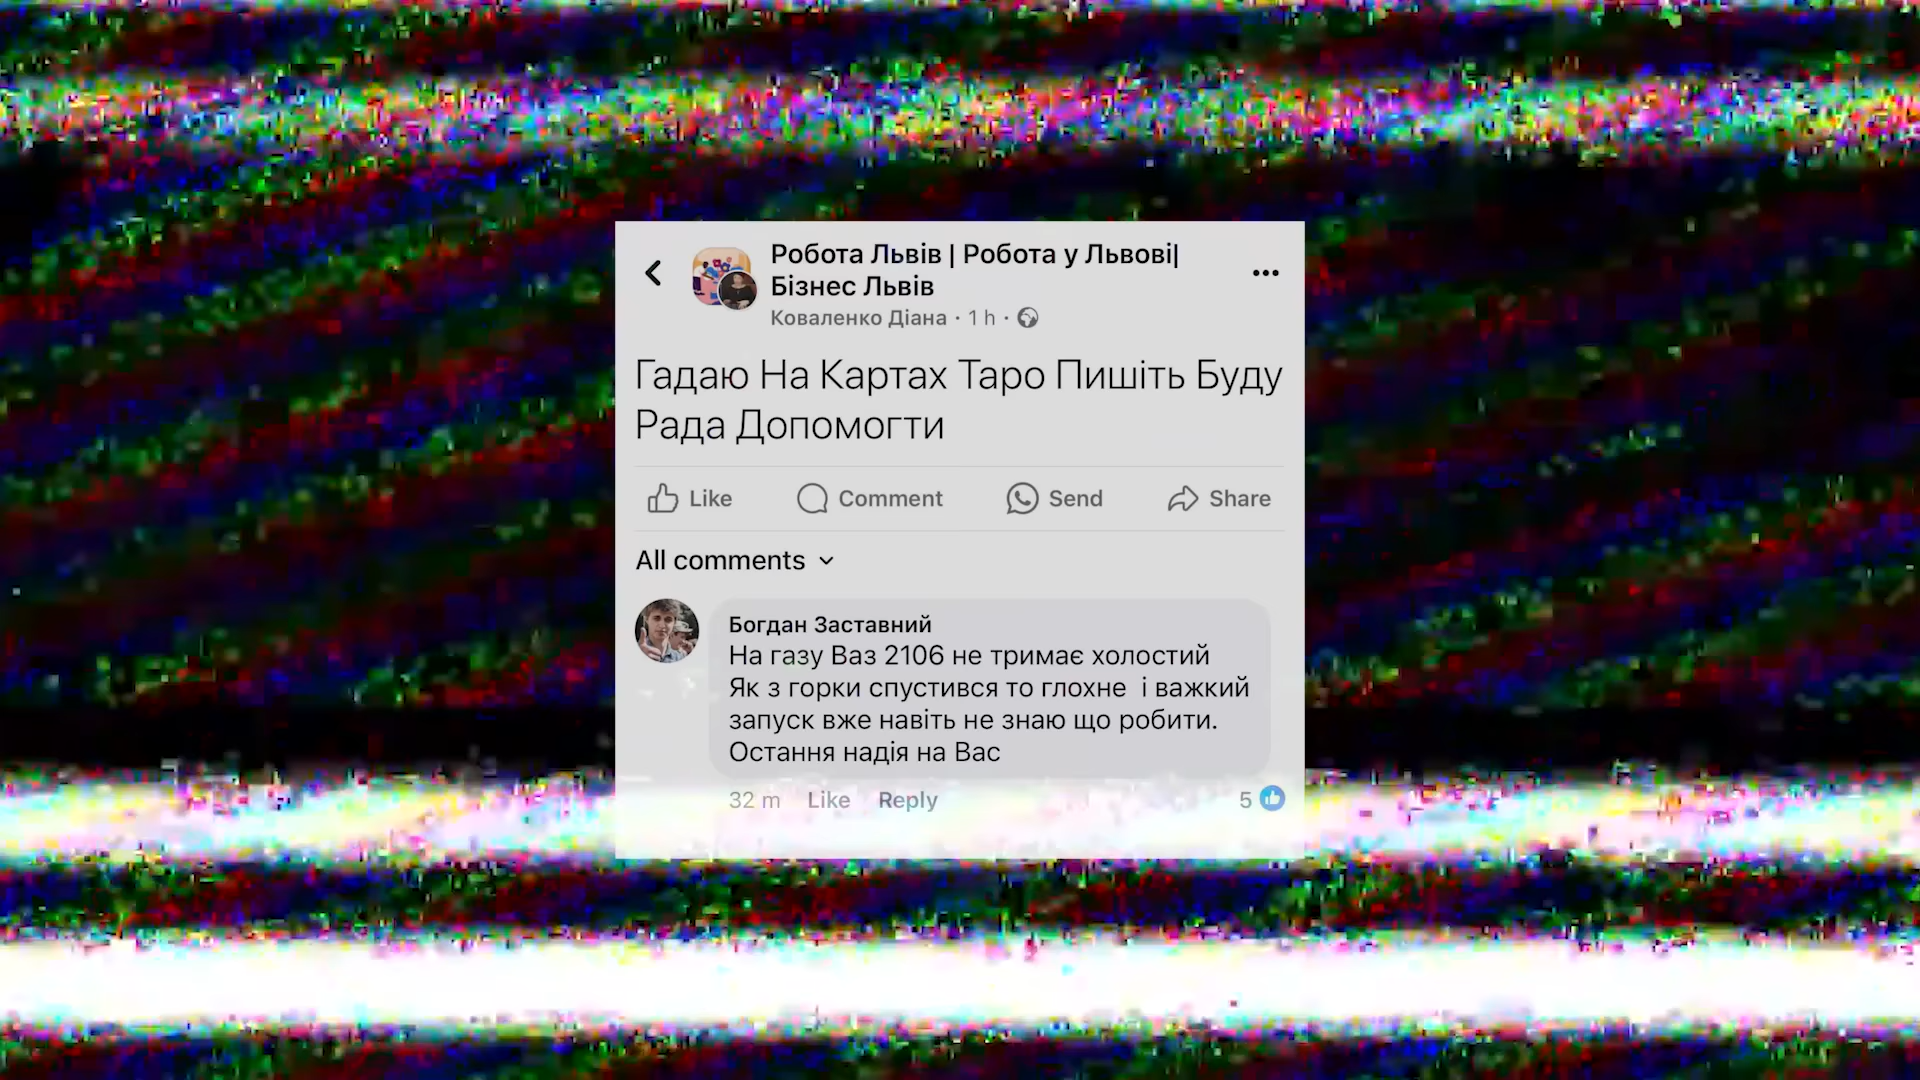 Робота Львів | Робота у Львові|
Бізнес Львів
Коваленко Діана · 1 h ·
Гадаю На Картах Таро Пишіть Буду
Рада Допомогти
Like Comment Send Share
All comments
Богдан Заставний
На газу Ваз 2106 не тримає холостий
Як з горки спустився то глохне і важкий
запуск вже навіть не знаю що робити.
Остання надія на Вас
32 m Like Reply 5